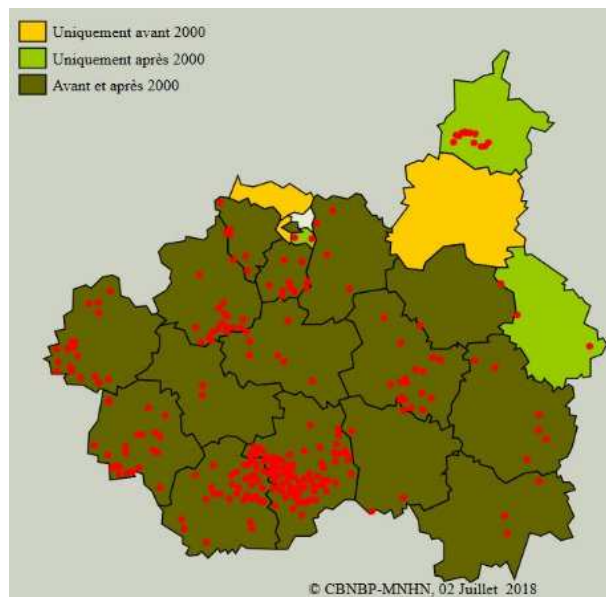 Uniquement avant 2000
Uniquement après 2000
Avant et après 2000
© CBNBP-MNHN, 02 Juillet 2018